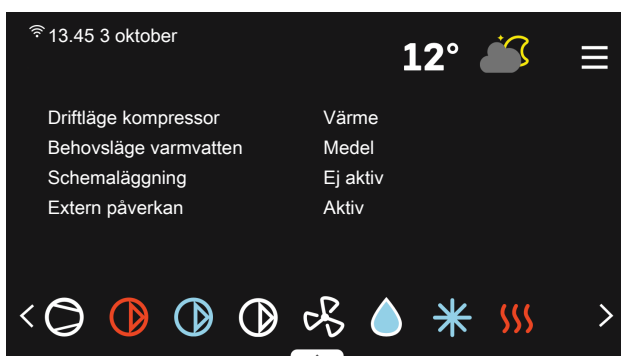 13.45 3 oktober
12°
Driftläge kompressor Värme
Behovsläge varmvatten Medel
Schemaläggning Ej aktiv
Extern påverkan Aktiv